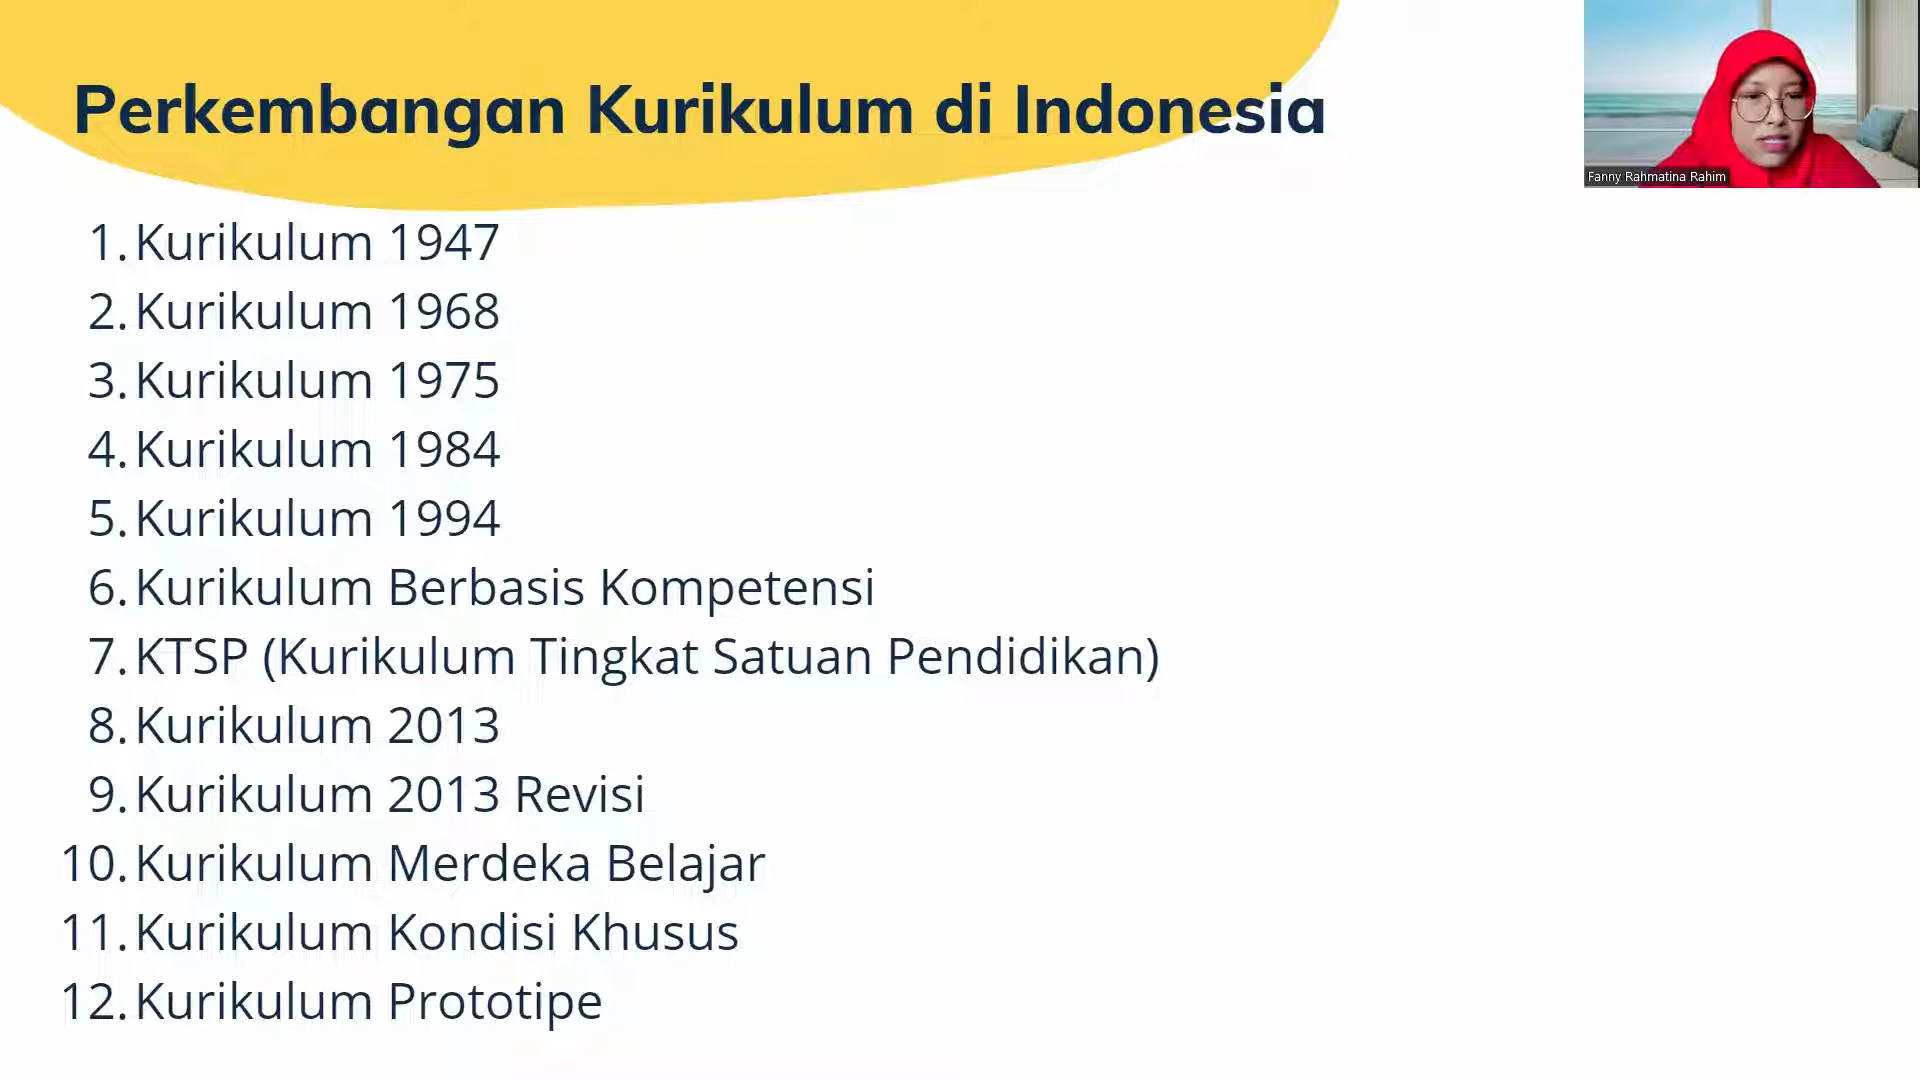 Perkembangan Kurikulum di Indonesia
Fanny Rahmatina Rahim
1. Kurikulum 1947
2. Kurikulum 1968
3. Kurikulum 1975
4. Kurikulum 1984
5. Kurikulum 1994
6. Kurikulum Berbasis Kompetensi
7. KTSP (Kurikulum Tingkat Satuan Pendidikan)
8. Kurikulum 2013
9. Kurikulum 2013 Revisi
10. Kurikulum Merdeka Belajar
11. Kurikulum Kondisi Khusus
12. Kurikulum Prototipe